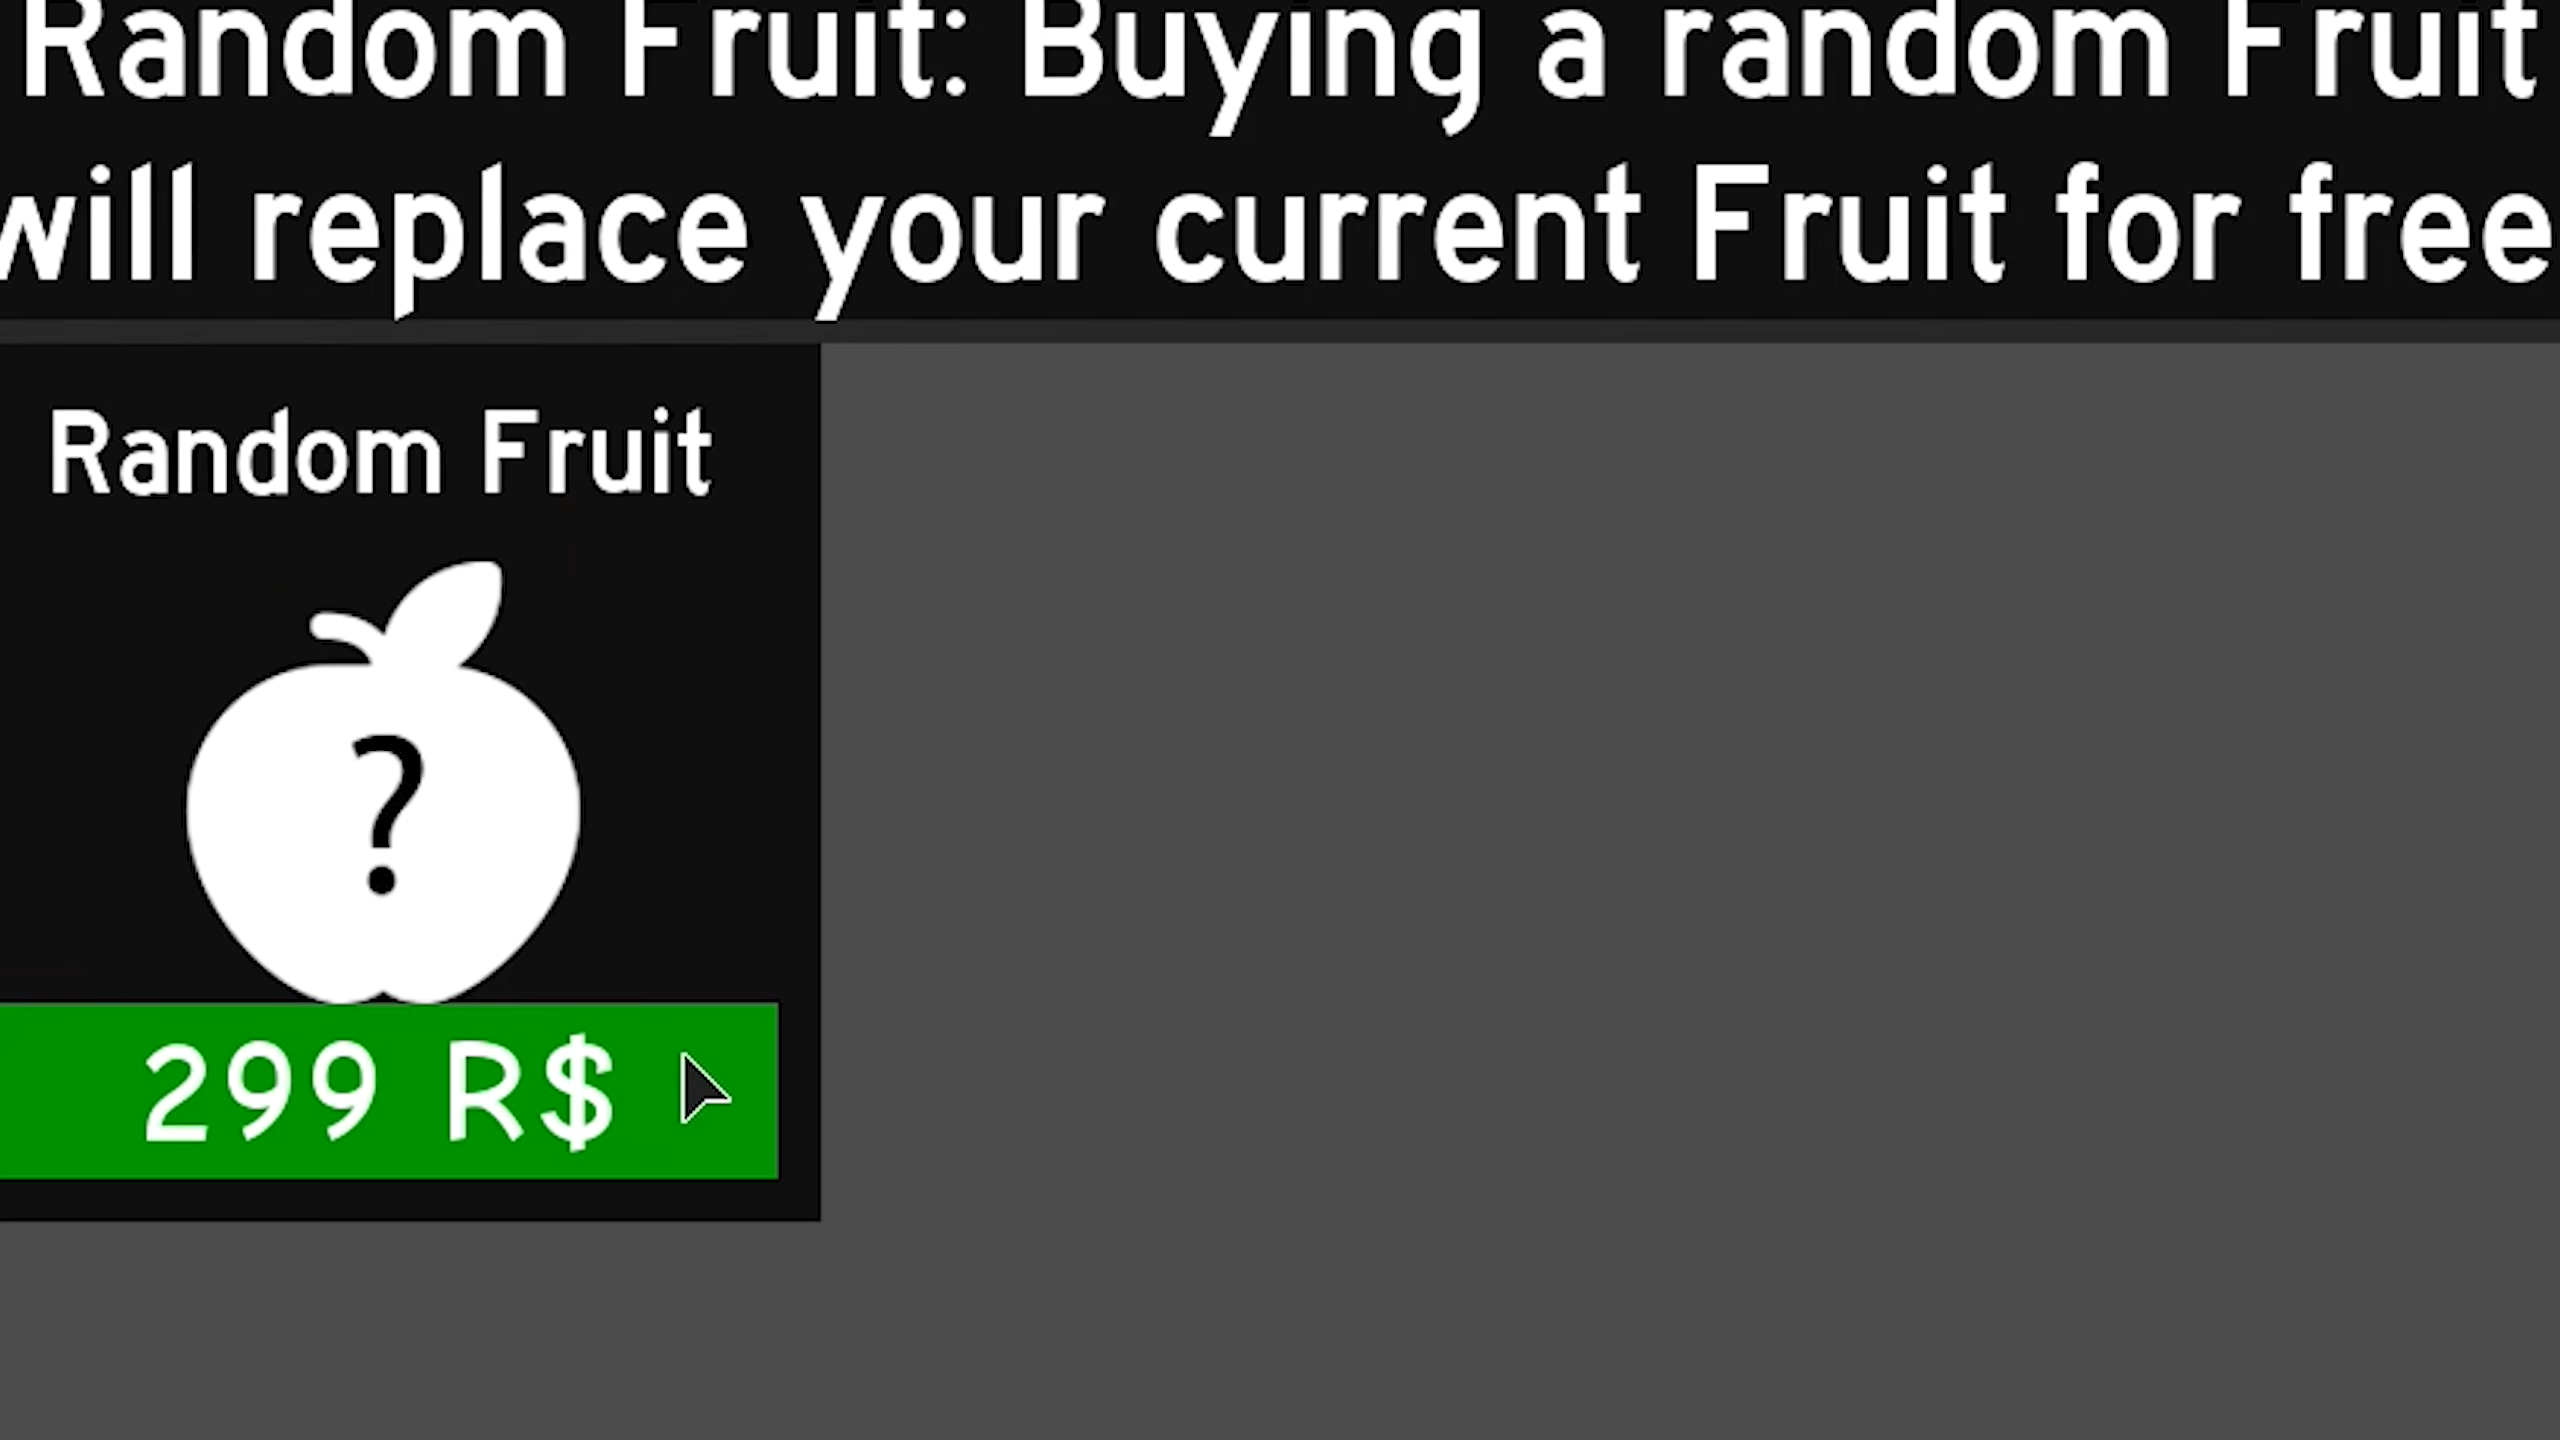 Random Fruit: Buying a random Fruit
will replace your current Fruit for free
Random Fruit
?
299 R$